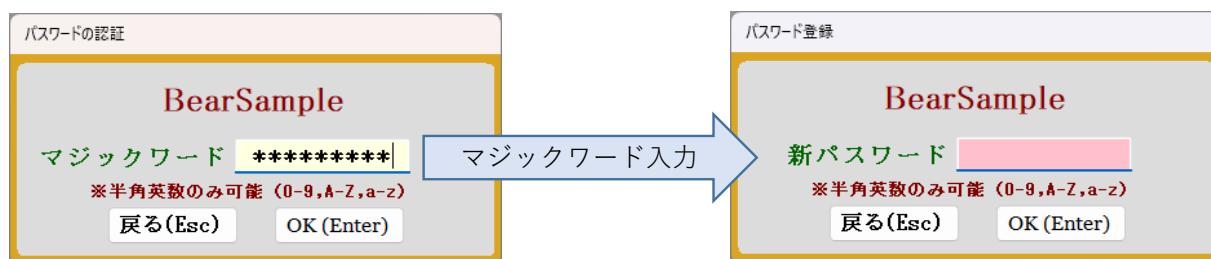 パスワードの認証
BearSample
マジックワード *********
※半角英数のみ可能 (0-9,A-Z,a-z)
戻る(Esc) OK (Enter)
マジックワード入力
パスワード登録
BearSample
新パスワード
※半角英数のみ可能 (0-9,A-Z,a-z)
戻る(Esc) OK (Enter)